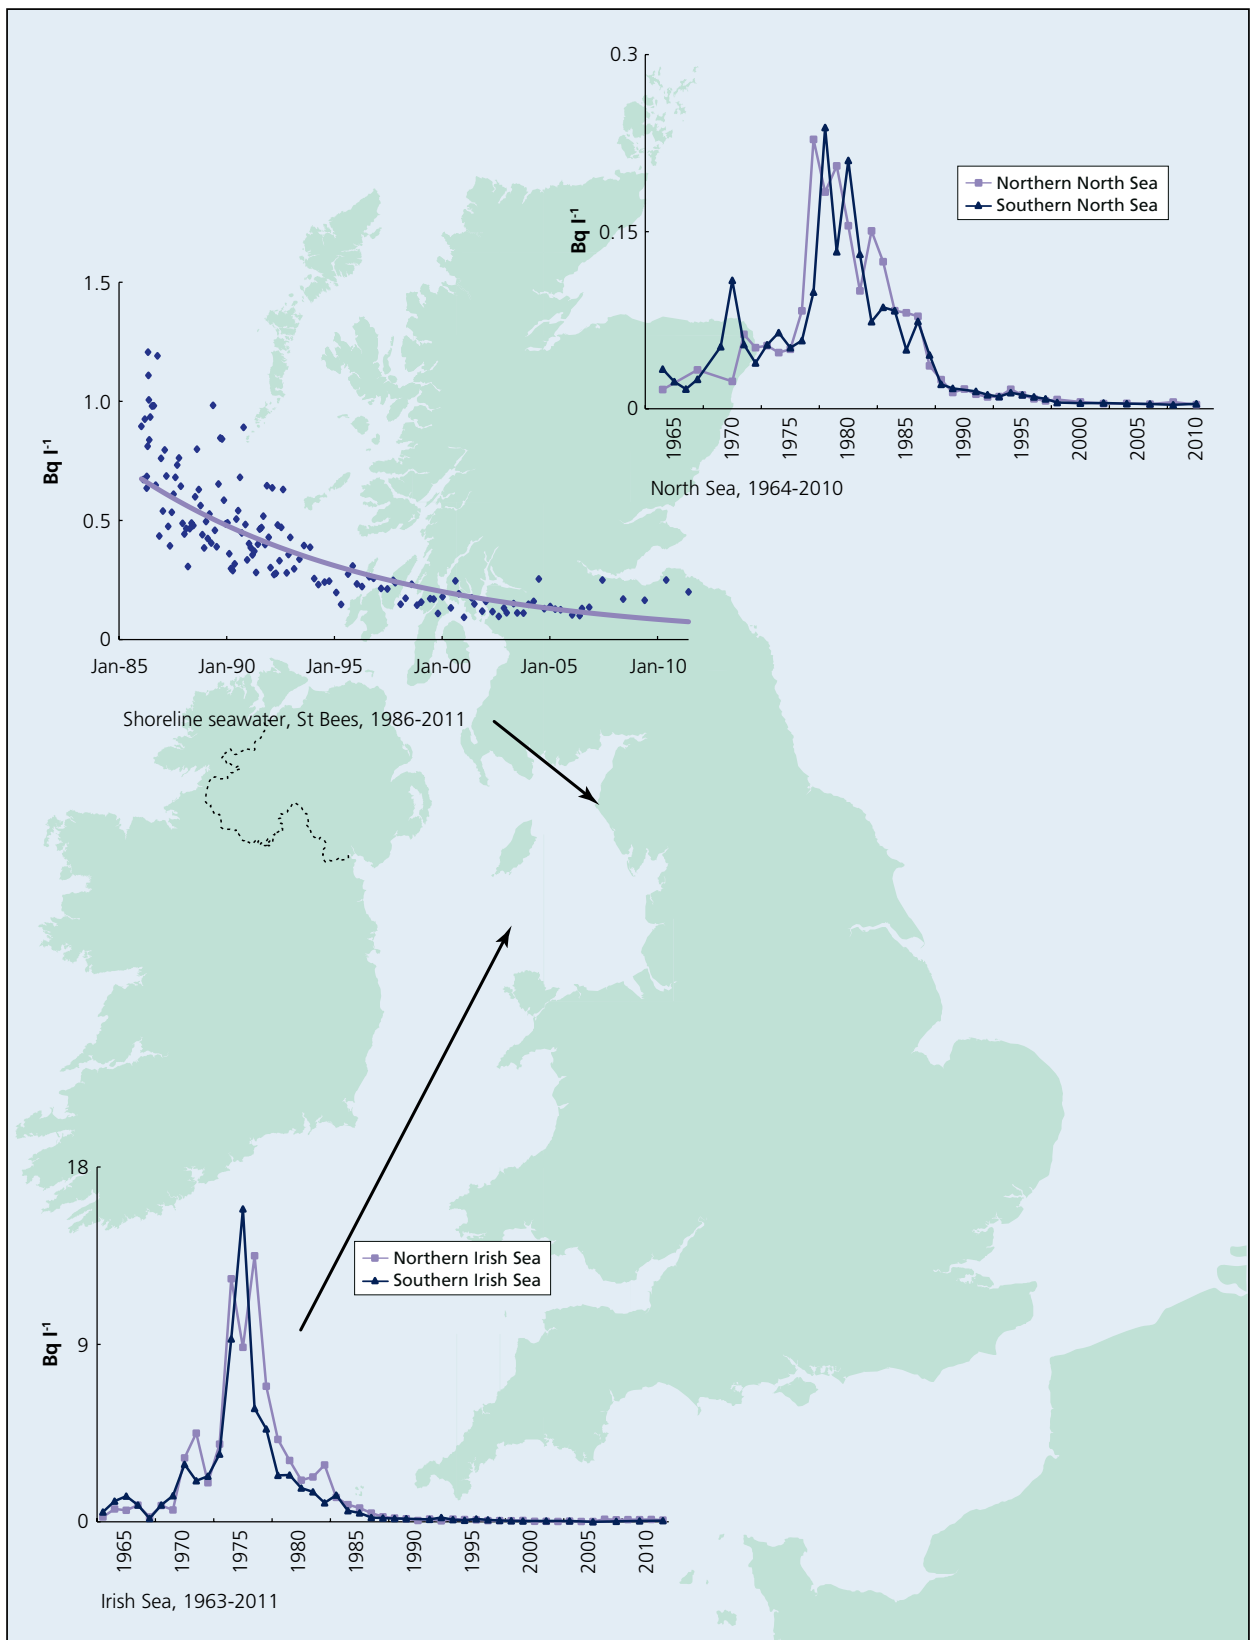 0.3
0.15
0
Bq l-1
Northern North Sea
Southern North Sea
1965 1970 1975 1980 1985 1990 1995 2000 2005 2010
North Sea, 1964-2010
1.5
1.0
0.5
0
Bq l-1
Jan-85 Jan-90 Jan-95 Jan-00 Jan-05 Jan-10
Shoreline seawater, St Bees, 1986-2011
18
9
0
Bq l-1
Northern Irish Sea
Southern Irish Sea
1965 1970 1975 1980 1985 1990 1995 2000 2005 2010
Irish Sea, 1963-2011